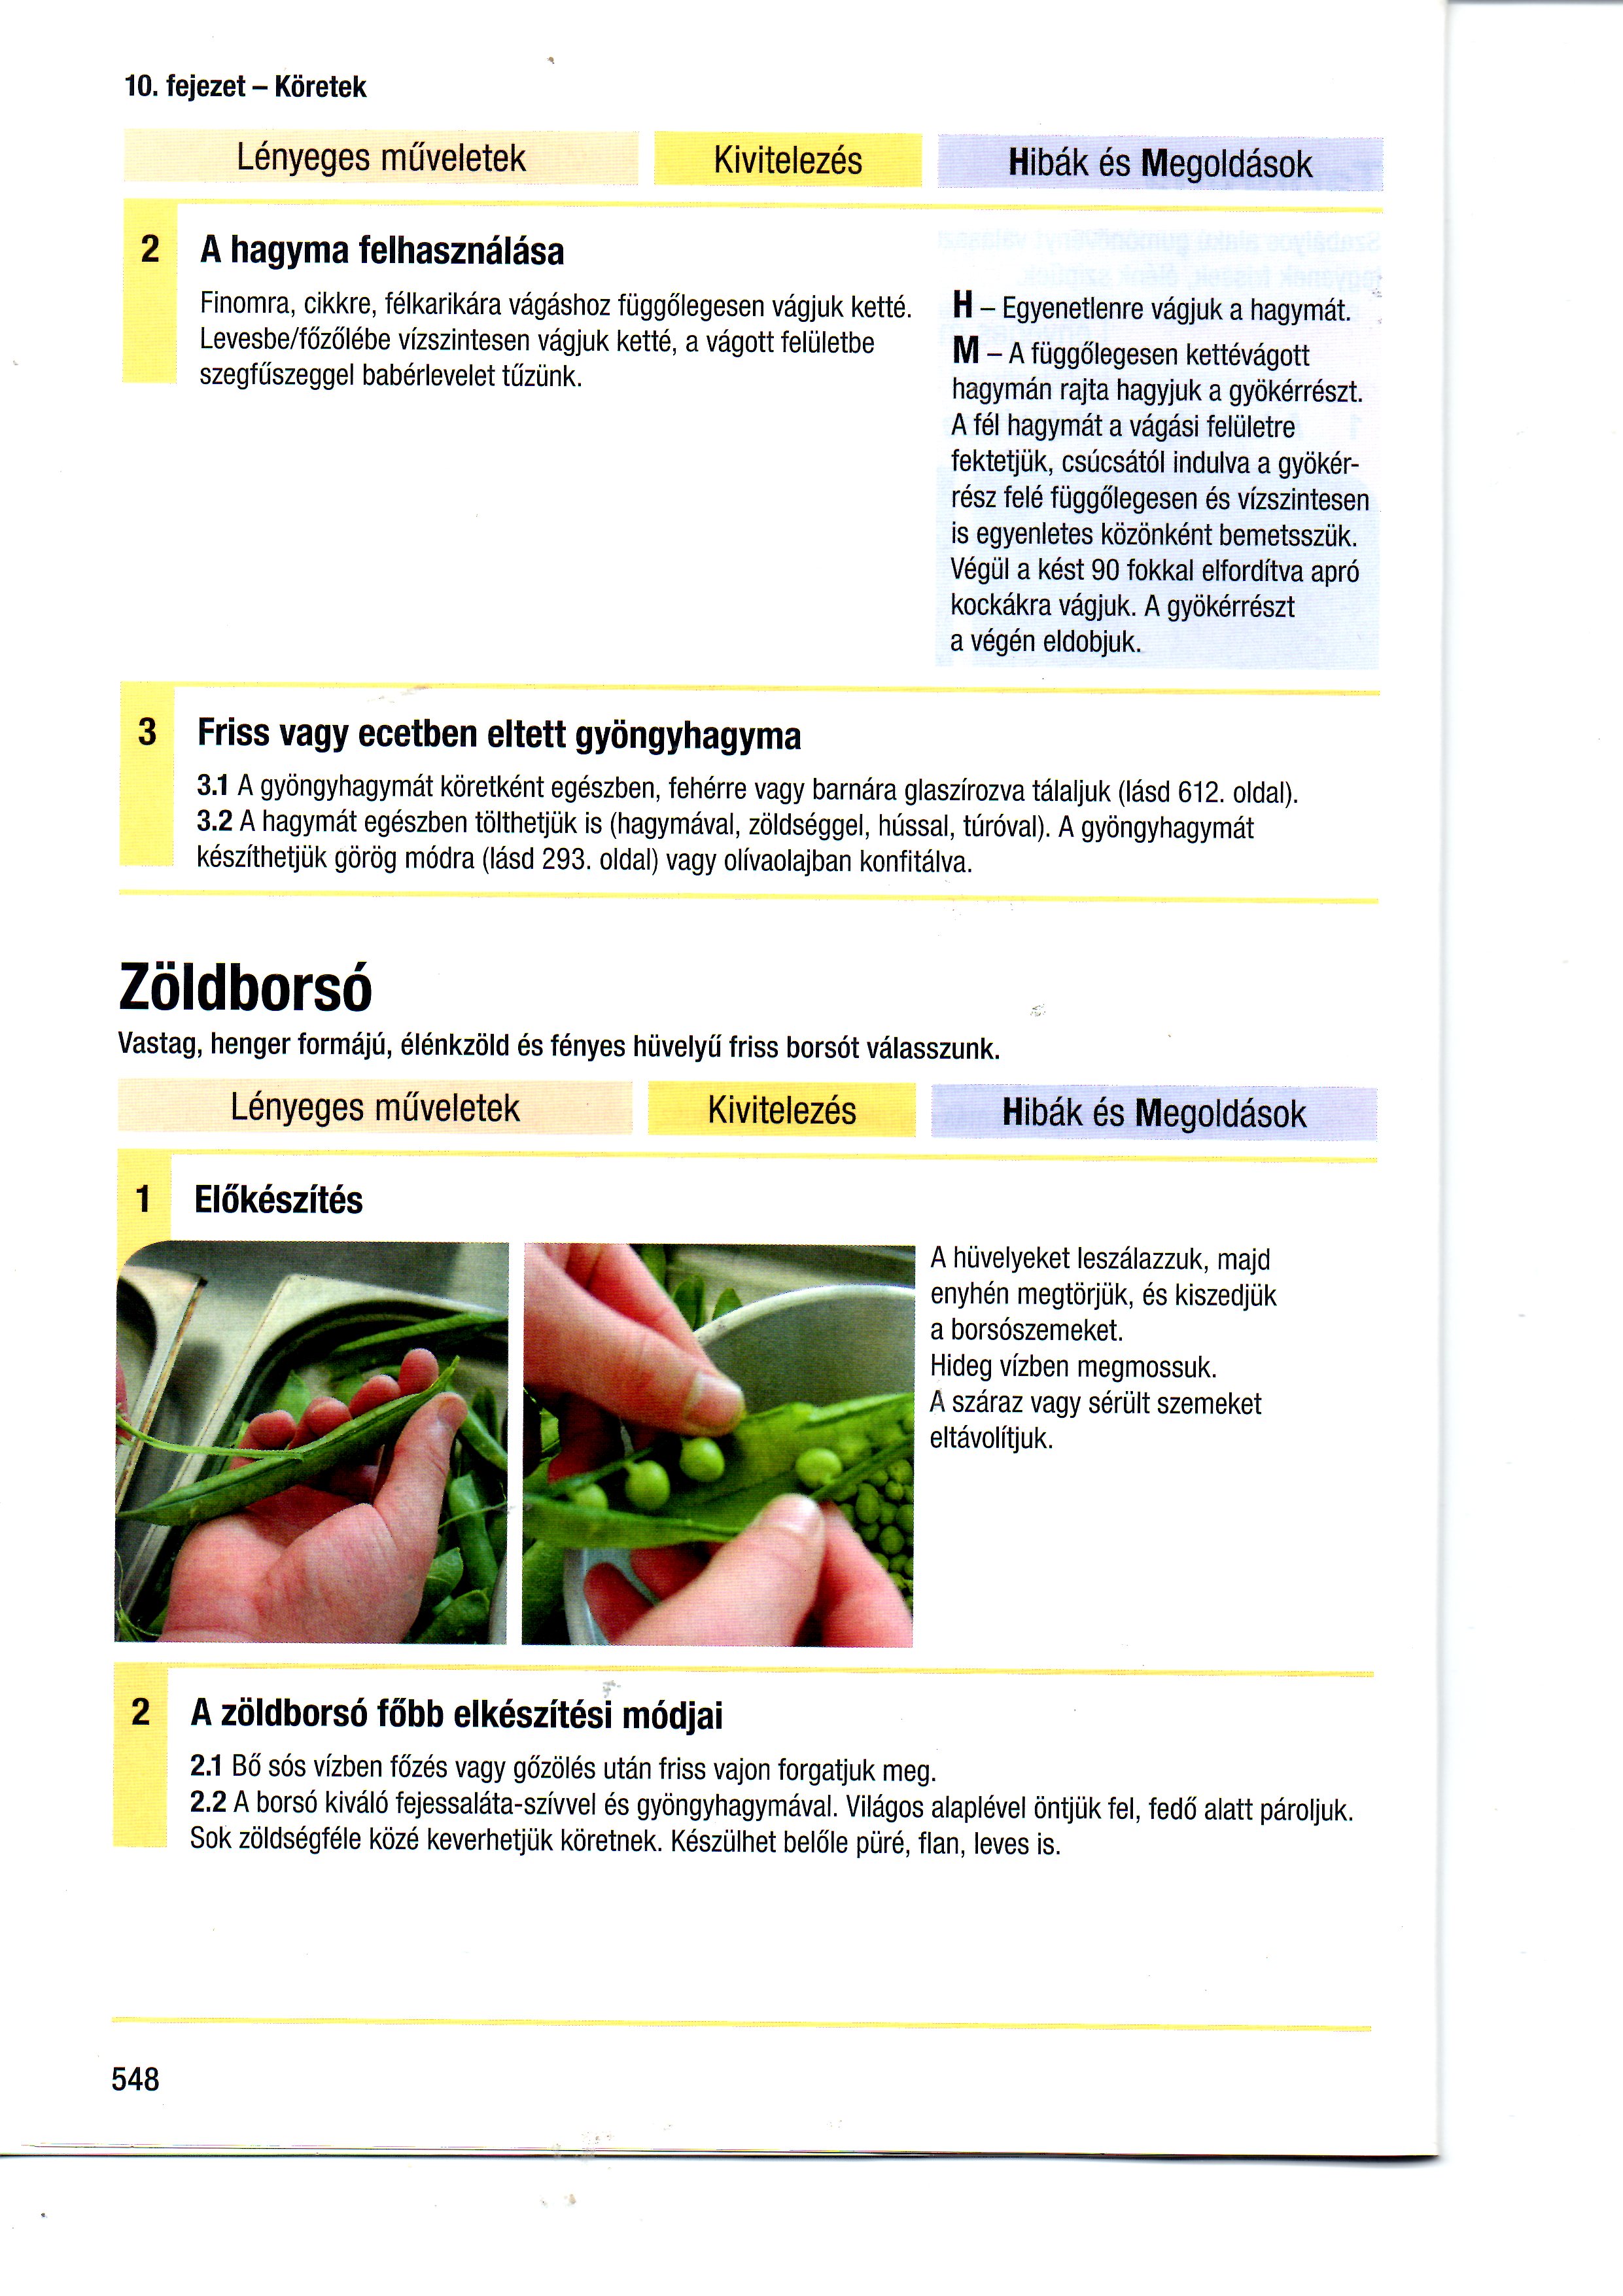 10. fejezet – Köretek
Lényeges műveletek
Kivitelezés
Hibák és Megoldások
2
A hagyma felhasználása
Finomra, cikkre, félkarikára vágáshoz függőlegesen vágjuk ketté.
Levesbe/főzőlébe vízszintesen vágjuk ketté, a vágott felületbe
szegfűszeggel babérlevelet tűzünk.
H – Egyenetlenre vágjuk a hagymát.
M – A függőlegesen kettévágott
hagymán rajta hagyjuk a gyökérrészt.
A fél hagymát a vágási felületre
fektetjük, csúcsától indulva a gyökér-
rész felé függőlegesen és vízszintesen
is egyenletes közönként bemetsszük.
Végül a kést 90 fokkal elfordítva apró
kockákra vágjuk. A gyökérrészt
a végén eldobjuk.
3
Friss vagy ecetben eltett gyöngyhagyma
3.1 A gyöngyhagymát köretként egészben, fehérre vagy barnára glaszírozva tálaljuk (lásd 612. oldal).
3.2 A hagymát egészben tölthetjük is (hagymával, zöldséggel, hússal, túróval). A gyöngyhagymát
készíthetjük görög módra (lásd 293. oldal) vagy olívaolajban konfitálva.
Zöldborsó
Vastag, henger formájú, élénkzöld és fényes hüvelyű friss borsót válasszunk.
Lényeges műveletek
Kivitelezés
Hibák és Megoldások
1
Előkészítés
A hüvelyeket leszálazzuk, majd
enyhén megtörjük, és kiszedjük
a borsószemeket.
Hideg vízben megmossuk.
A száraz vagy sérült szemeket
eltávolítjuk.
2
A zöldborsó főbb elkészítési módjai
2.1 Bő sós vízben főzés vagy gőzölés után friss vajon forgatjuk meg.
2.2 A borsó kiváló fejessaláta-szívvel és gyöngyhagymával. Világos alaplével öntjük fel, fedő alatt pároljuk.
Sok zöldségféle közé keverhetjük köretnek. Készülhet belőle püré, flan, leves is.
548